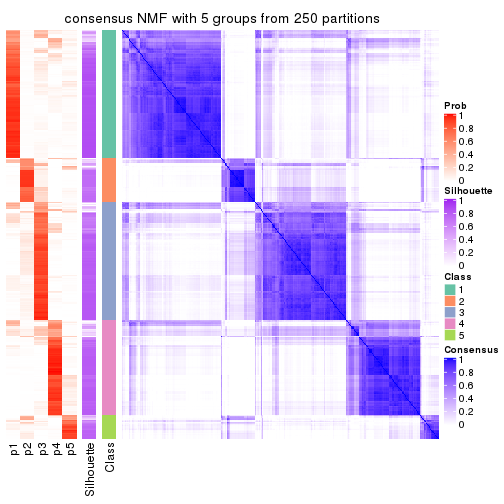 consensus NMF with 5 groups from 250 partitions
Prob
1
0.8
0.6
0.4
0.2
0
Silhouette
1
0.8
0.6
0.4
0.2
0
Class
1
2
3
4
5
Consensus
1
0.8
0.6
0.4
0.2
0
p1
p2
p3
p4
p5
Silhouette
Class